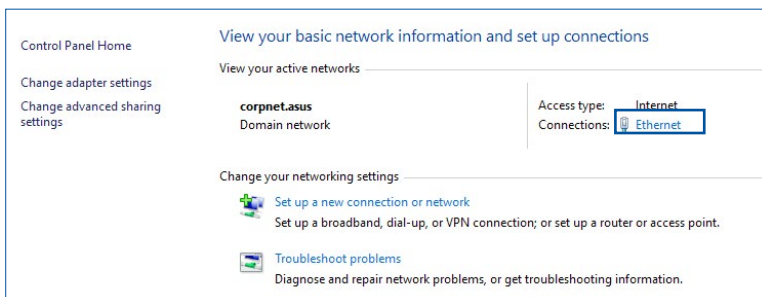 View your basic network information and set up connections
Control Panel Home
View your active networks
Change adapter settings
Change advanced sharing
settings
corpnet.asus
Domain network
Access type: Internet
Connections: Ethernet
Change your networking settings
Set up a new connection or network
Set up a broadband, dial-up, or VPN connection; or set up a router or access point.
Troubleshoot problems
Diagnose and repair network problems, or get troubleshooting information.